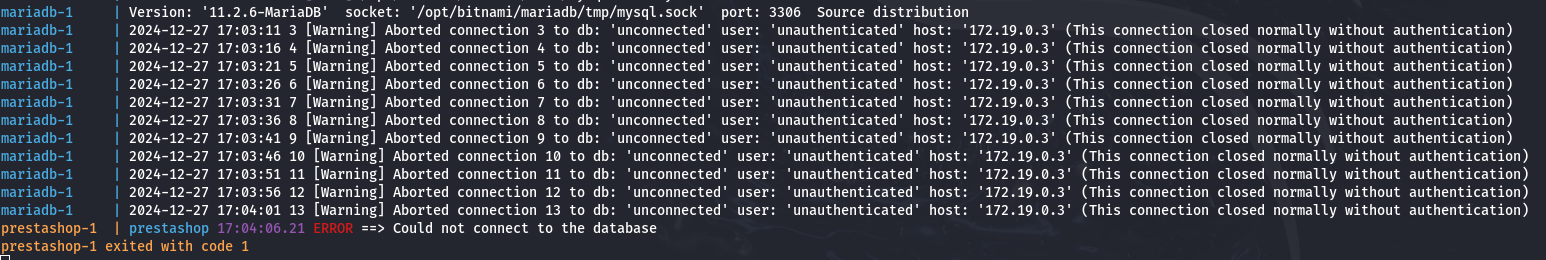 mariadb-1 | Version: '11.2.6-MariaDB' socket: '/opt/bitnami/mariadb/tmp/mysql.sock' port: 3306 Source distribution
mariadb-1 | 2024-12-27 17:03:11 3 [Warning] Aborted connection 3 to db: 'unconnected' user: 'unauthenticated' host: '172.19.0.3' (This connection closed normally without authentication)
mariadb-1 | 2024-12-27 17:03:16 4 [Warning] Aborted connection 4 to db: 'unconnected' user: 'unauthenticated' host: '172.19.0.3' (This connection closed normally without authentication)
mariadb-1 | 2024-12-27 17:03:21 5 [Warning] Aborted connection 5 to db: 'unconnected' user: 'unauthenticated' host: '172.19.0.3' (This connection closed normally without authentication)
mariadb-1 | 2024-12-27 17:03:26 6 [Warning] Aborted connection 6 to db: 'unconnected' user: 'unauthenticated' host: '172.19.0.3' (This connection closed normally without authentication)
mariadb-1 | 2024-12-27 17:03:31 7 [Warning] Aborted connection 7 to db: 'unconnected' user: 'unauthenticated' host: '172.19.0.3' (This connection closed normally without authentication)
mariadb-1 | 2024-12-27 17:03:36 8 [Warning] Aborted connection 8 to db: 'unconnected' user: 'unauthenticated' host: '172.19.0.3' (This connection closed normally without authentication)
mariadb-1 | 2024-12-27 17:03:41 9 [Warning] Aborted connection 9 to db: 'unconnected' user: 'unauthenticated' host: '172.19.0.3' (This connection closed normally without authentication)
mariadb-1 | 2024-12-27 17:03:46 10 [Warning] Aborted connection 10 to db: 'unconnected' user: 'unauthenticated' host: '172.19.0.3' (This connection closed normally without authentication)
mariadb-1 | 2024-12-27 17:03:51 11 [Warning] Aborted connection 11 to db: 'unconnected' user: 'unauthenticated' host: '172.19.0.3' (This connection closed normally without authentication)
mariadb-1 | 2024-12-27 17:03:56 12 [Warning] Aborted connection 12 to db: 'unconnected' user: 'unauthenticated' host: '172.19.0.3' (This connection closed normally without authentication)
mariadb-1 | 2024-12-27 17:04:01 13 [Warning] Aborted connection 13 to db: 'unconnected' user: 'unauthenticated' host: '172.19.0.3' (This connection closed normally without authentication)
prestashop-1 | prestashop 17:04:06.21 ERROR ==> Could not connect to the database
prestashop-1 exited with code 1